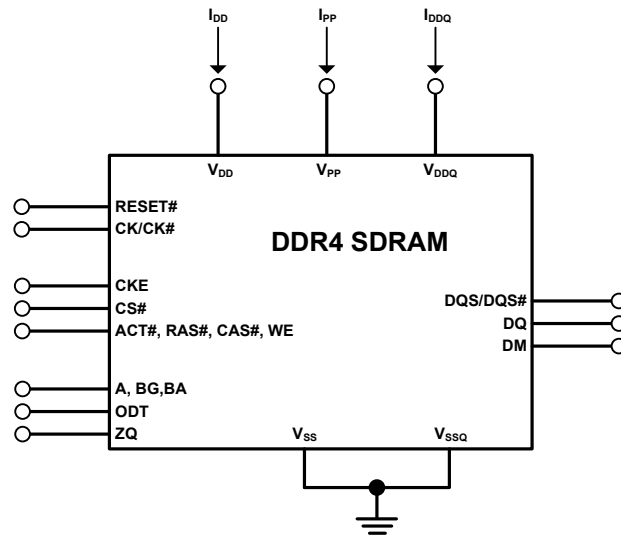 IDD
IPP
IDDQ
VDD
VPP
VDDQ
RESET#
CK/CK#
DDR4 SDRAM
CKE
CS#
ACT#, RAS#, CAS#, WE
DQS/DQS#
DQ
DM
A, BG,BA
ODT
ZQ
VSS
VSSQ